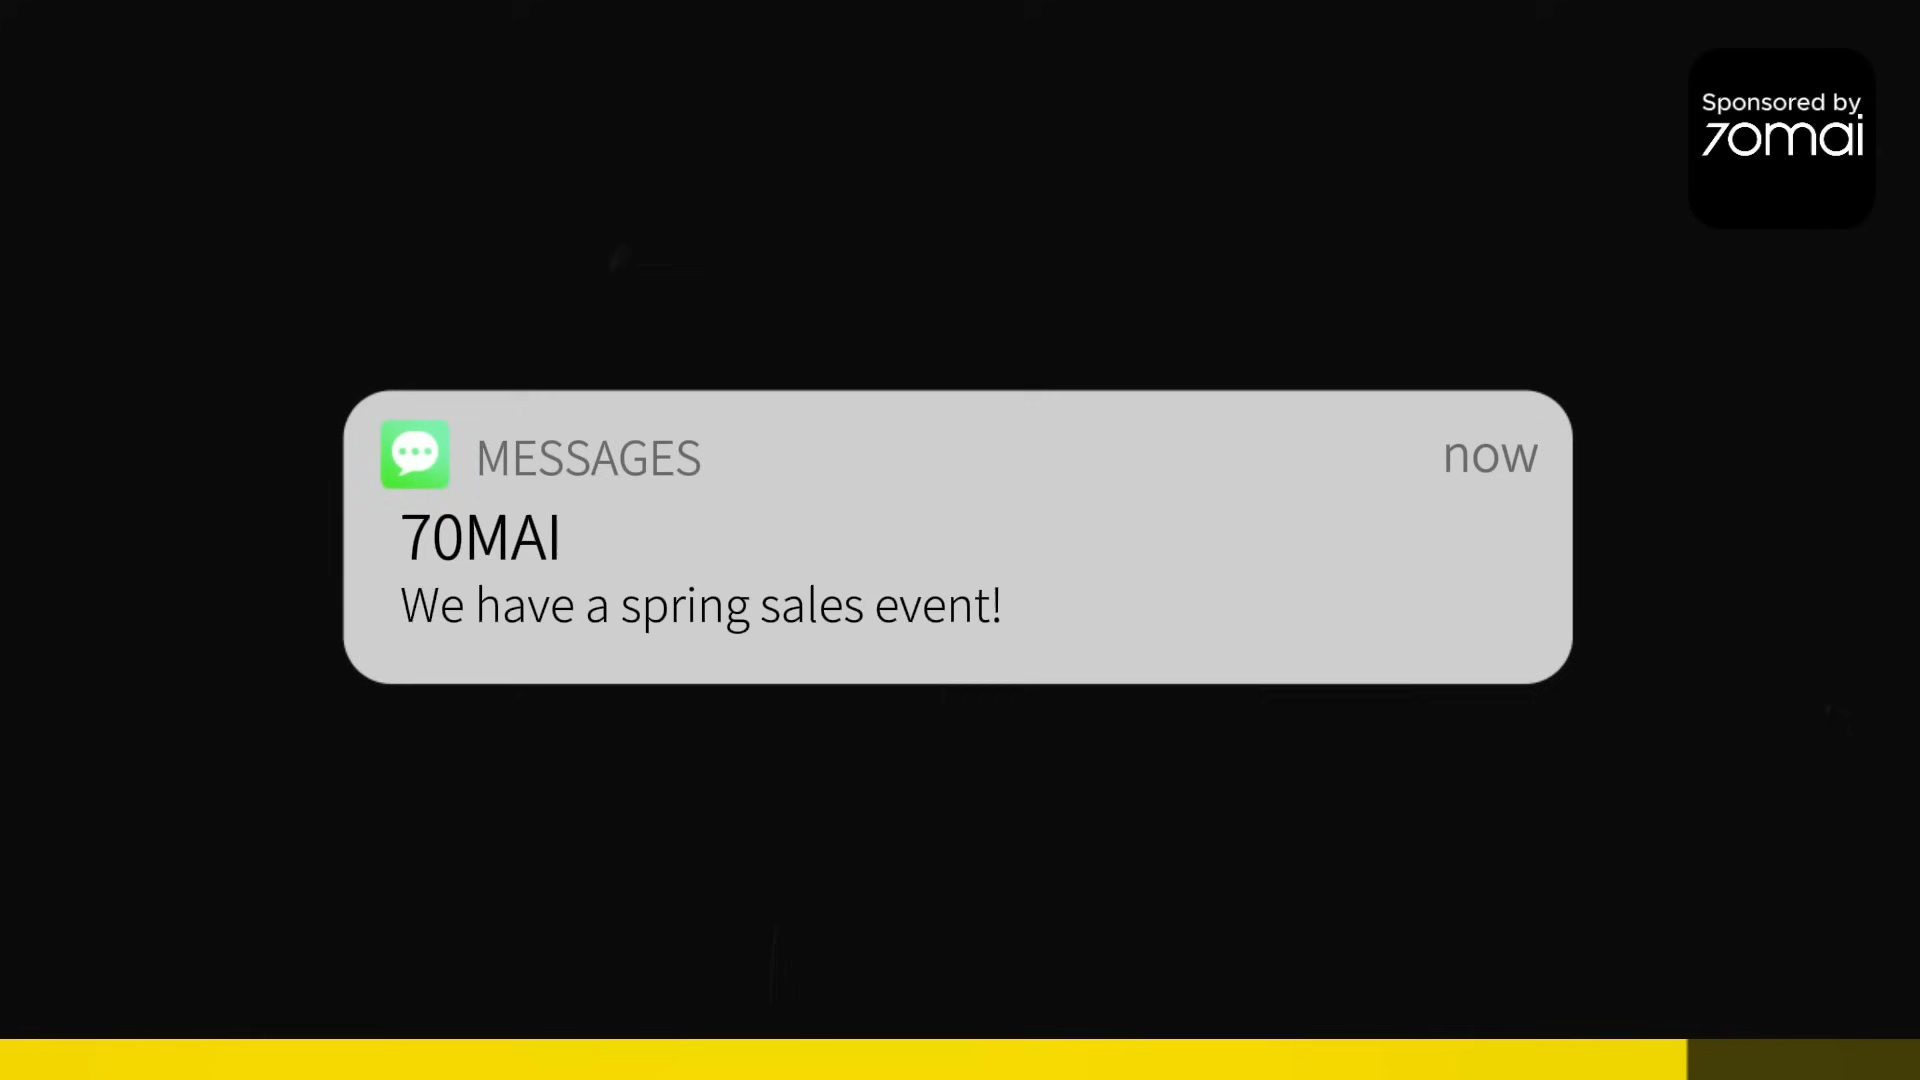 Sponsored by
70mai
MESSAGES
now
70MAI
We have a spring sales event!